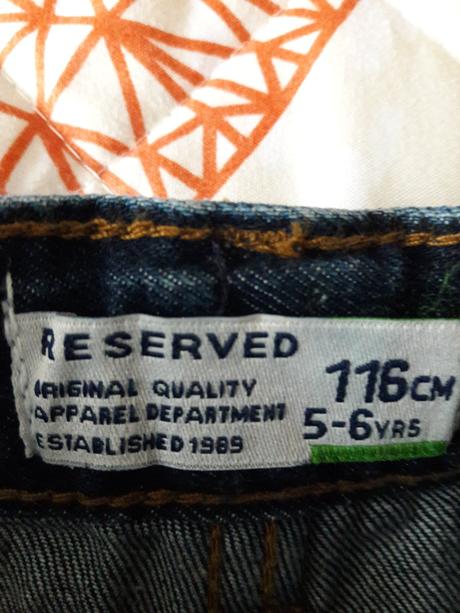 RESERVED
ORIGINAL QUALITY
APPAREL DEPARTMENT
ESTABLISHED 1989
116CM
5-6YRS